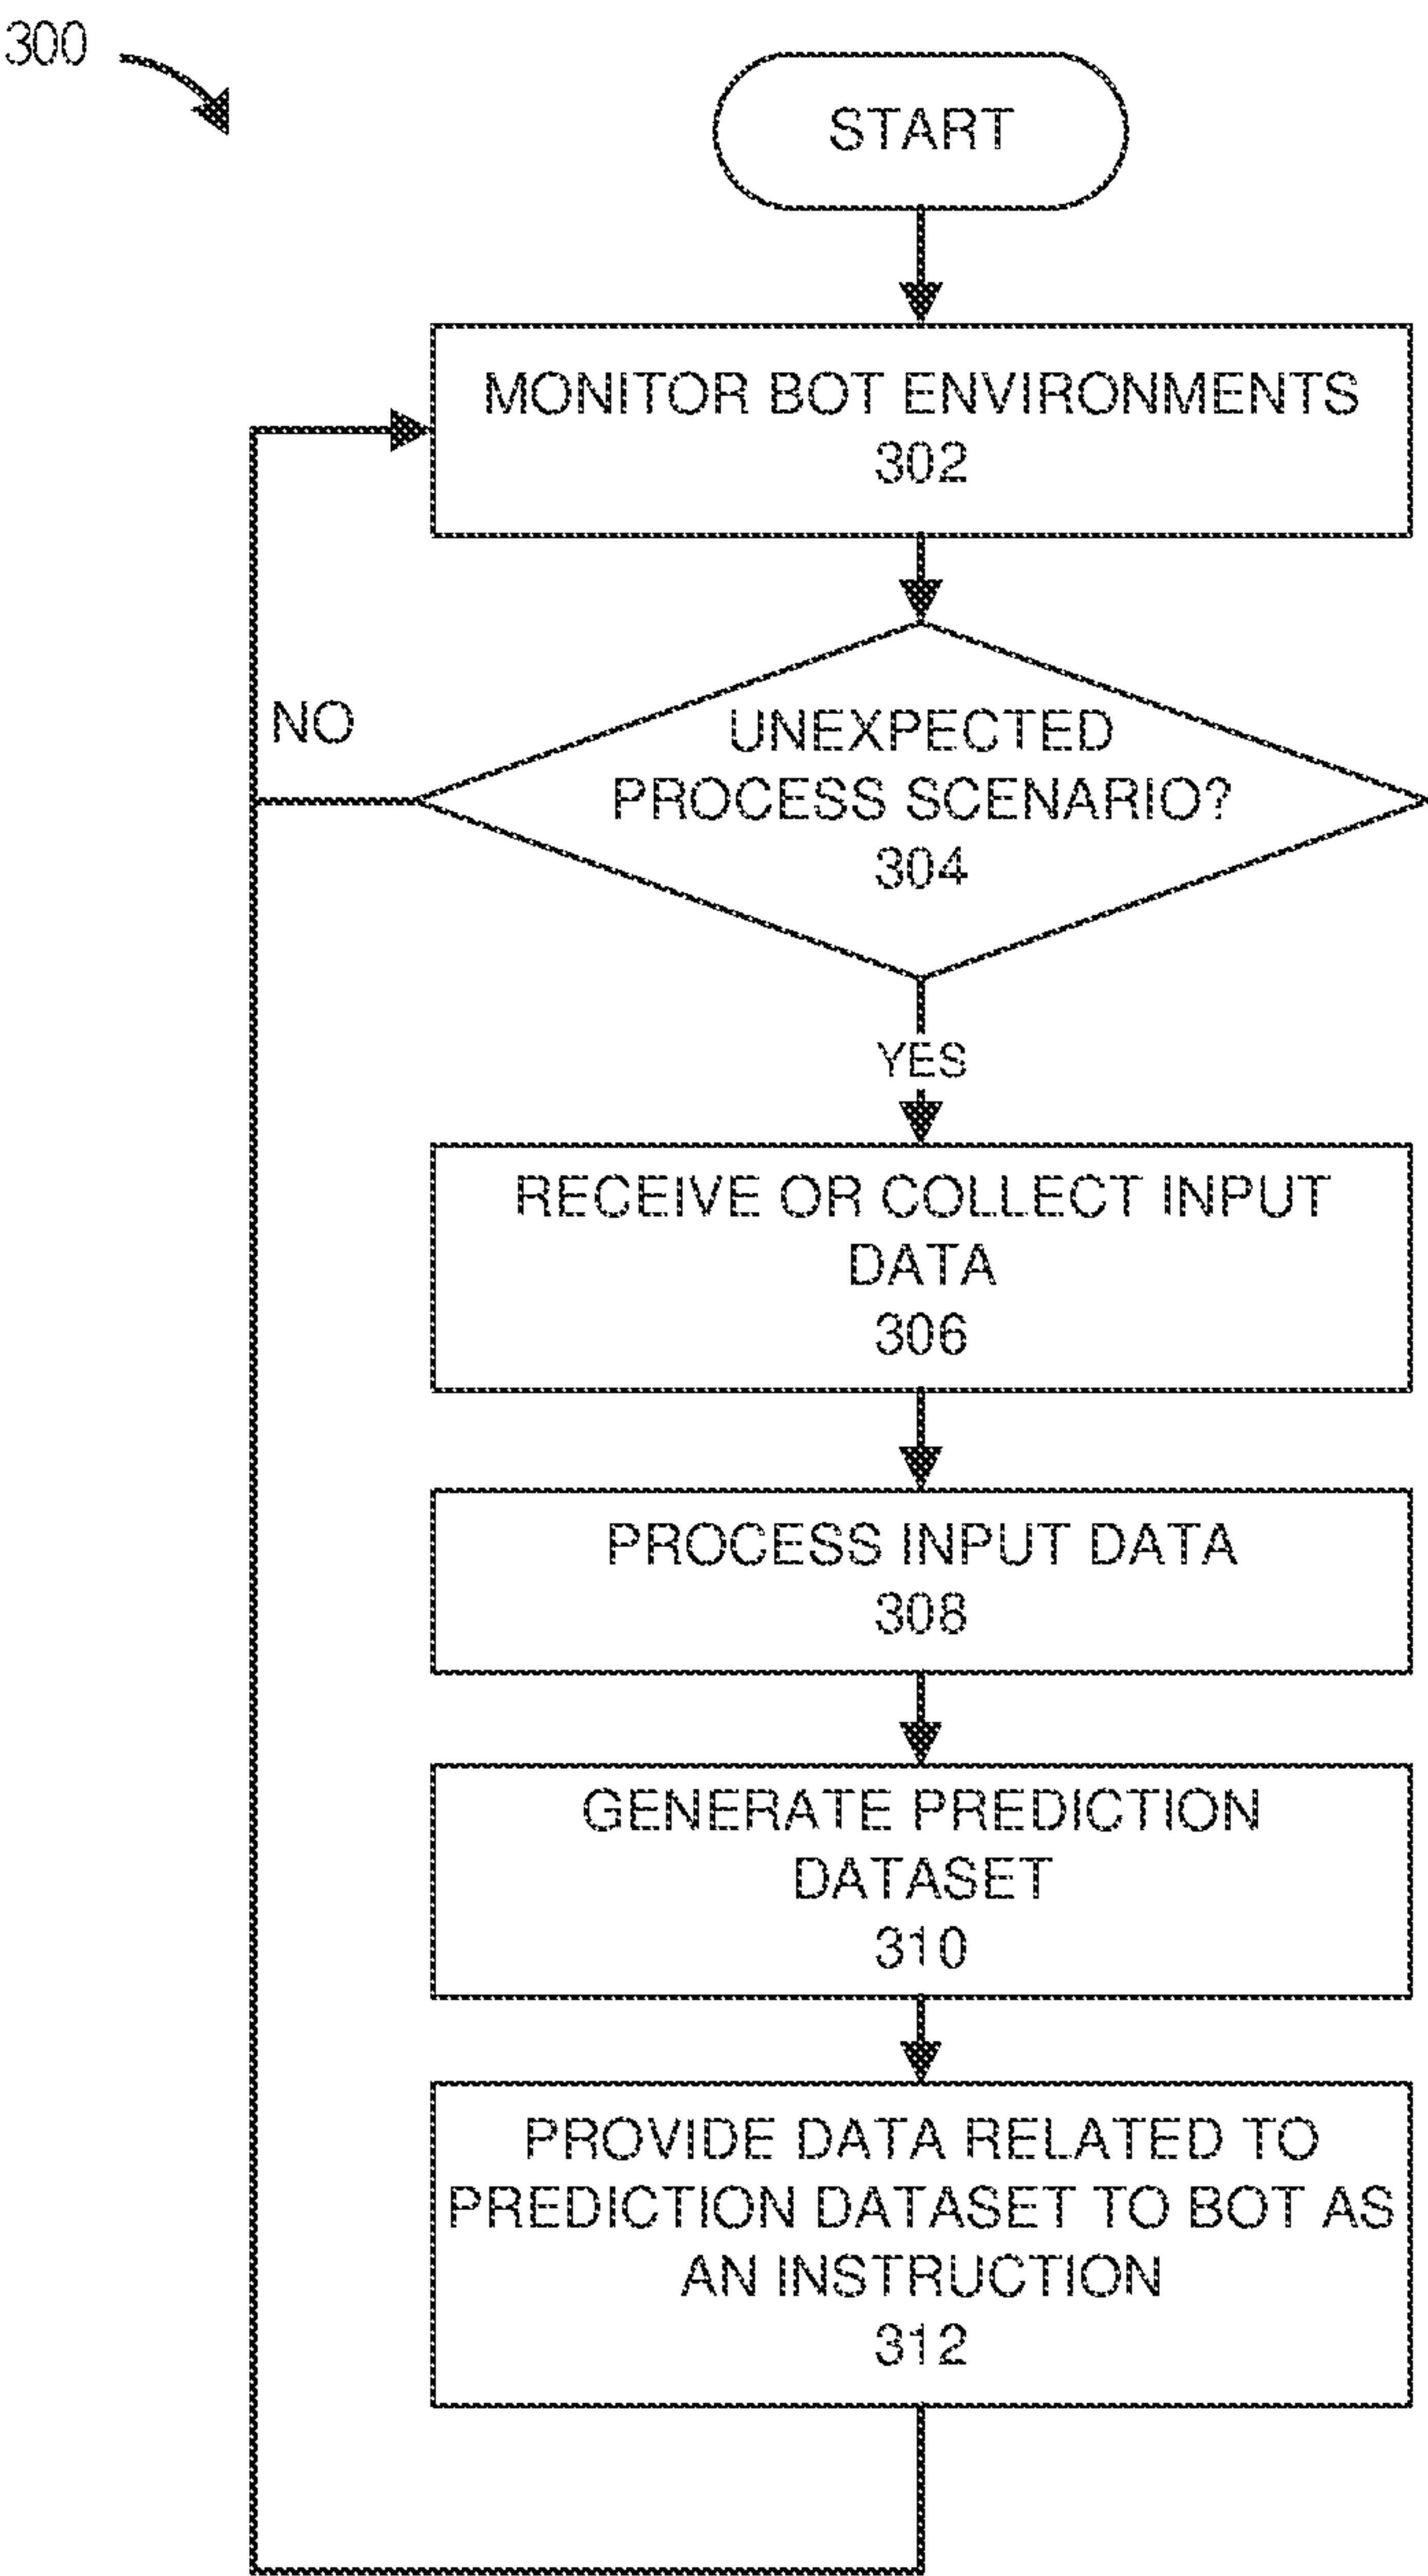 300
START
MONITOR BOT ENVIRONMENTS
302
NO
UNEXPECTED
PROCESS SCENARIO?
304
YES
RECEIVE OR COLLECT INPUT
DATA
306
PROCESS INPUT DATA
308
GENERATE PREDICTION
DATASET
310
PROVIDE DATA RELATED TO
PREDICTION DATASET TO BOT AS
AN INSTRUCTION
312